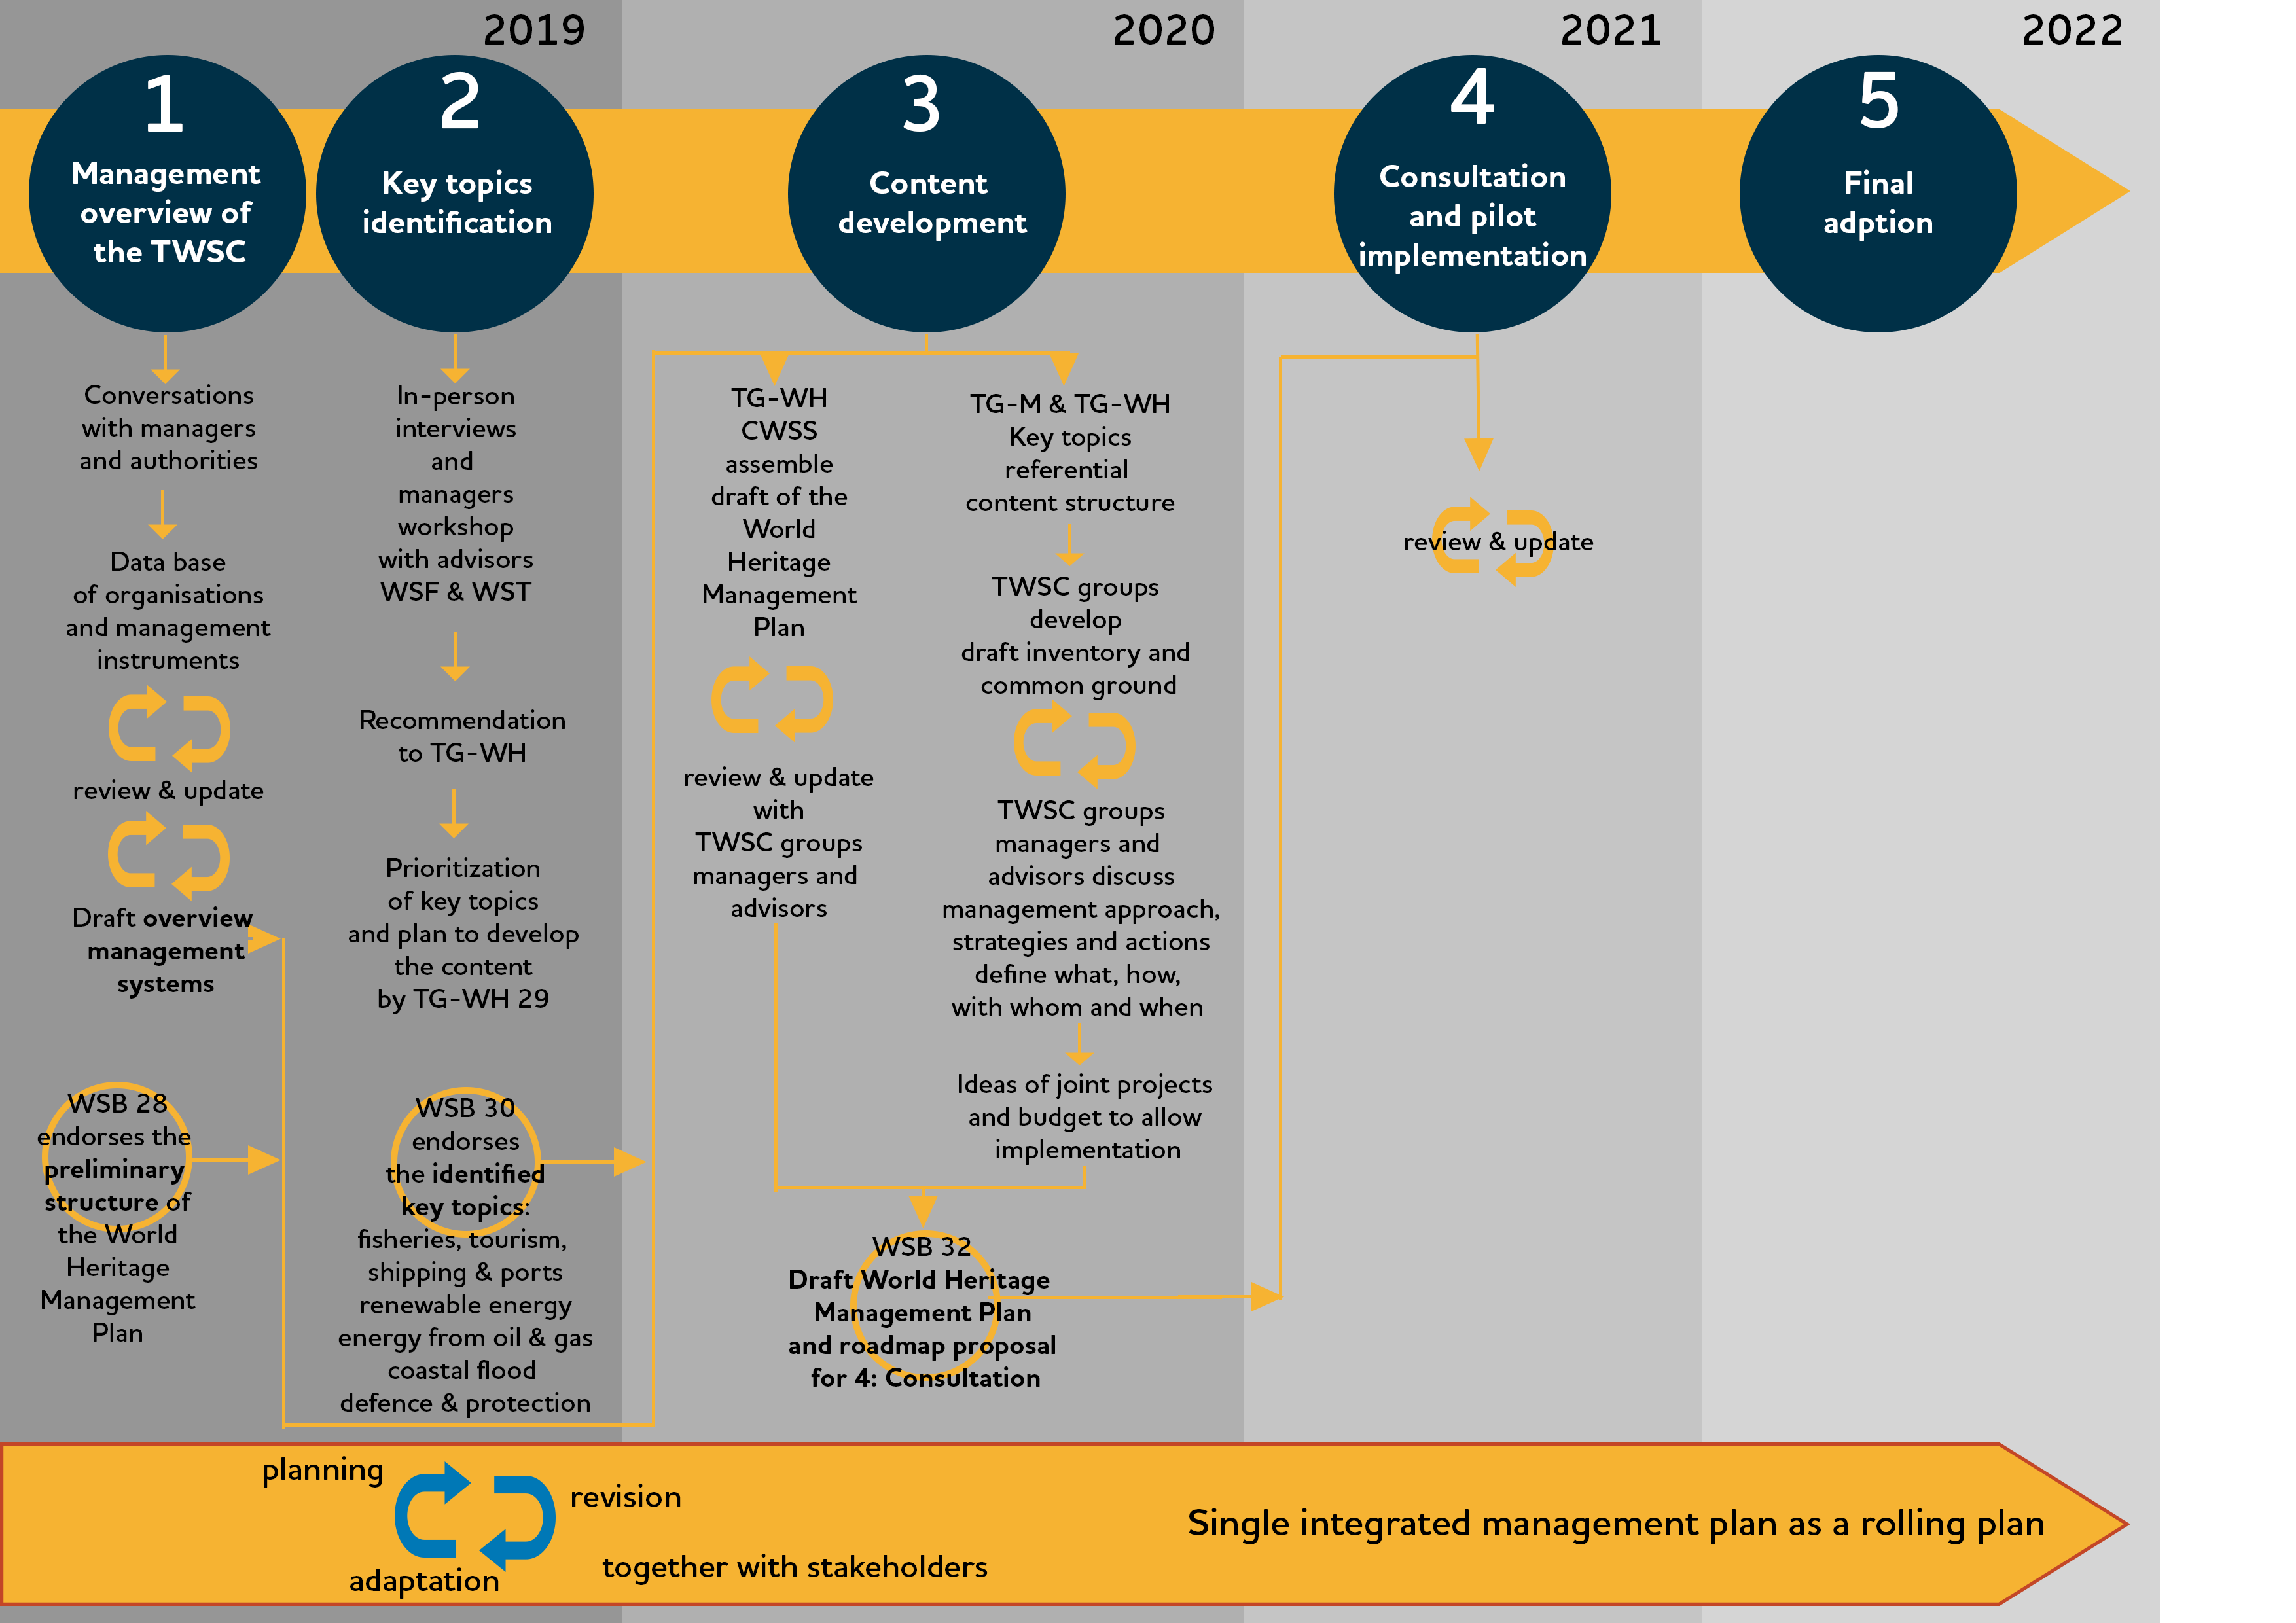 2019
2020
2021
2022
1
Management
overview of
the TWSC
2
Key topics
identification
3
Content
development
4
Consultation
and pilot
implementation
5
Final
adption
Conversations
with managers
and authorities
Data base
of organisations
and management
instruments
review & update
Draft overview
management
systems
WSB 28
endorses the
preliminary
structure of
the World
Heritage
Management
Plan
In-person
interviews
and
managers
workshop
with advisors
WSF & WST
Recommendation
to TG-WH
Prioritization
of key topics
and plan to develop
the content
by TG-WH 29
WSB 30
endorses
the identified
key topics:
fisheries, tourism,
shipping & ports
renewable energy
energy from oil & gas
coastal flood
defence & protection
TG-WH
CWSS
assemble
draft of the
World
Heritage
Management
Plan
review & update
with
TWSC groups
managers and
advisors
TG-M & TG-WH
Key topics
referential
content structure
TWSC groups
develop
draft inventory and
common ground
TWSC groups
managers and
advisors discuss
management approach,
strategies and actions
define what, how,
with whom and when
Ideas of joint projects
and budget to allow
implementation
WSB 32
Draft World Heritage
Management Plan
and roadmap proposal
for 4: Consultation
review & update
planning
revision
adaptation
together with stakeholders
Single integrated management plan as a rolling plan